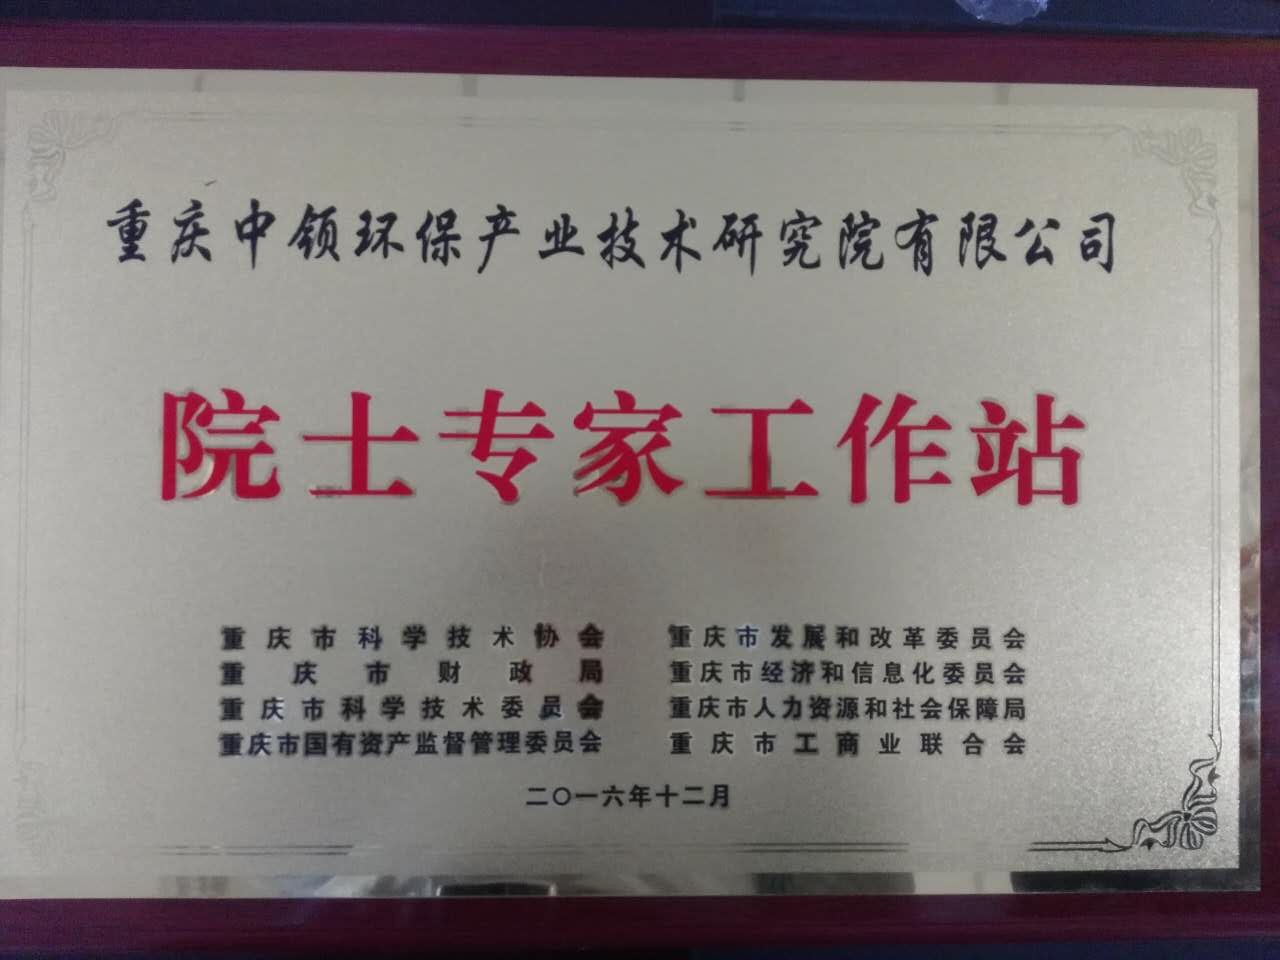 重庆中领环保产业技术研究院有限公司
院士专家工作站
重庆市科学技术协会 重庆市发展和改革委员会
重庆市财政局 重庆市经济和信息化委员会
重庆市科学技术委员会 重庆市人力资源和社会保障局
重庆市国有资产监督管理委员会 重庆市工商业联合会
二〇一六年十二月